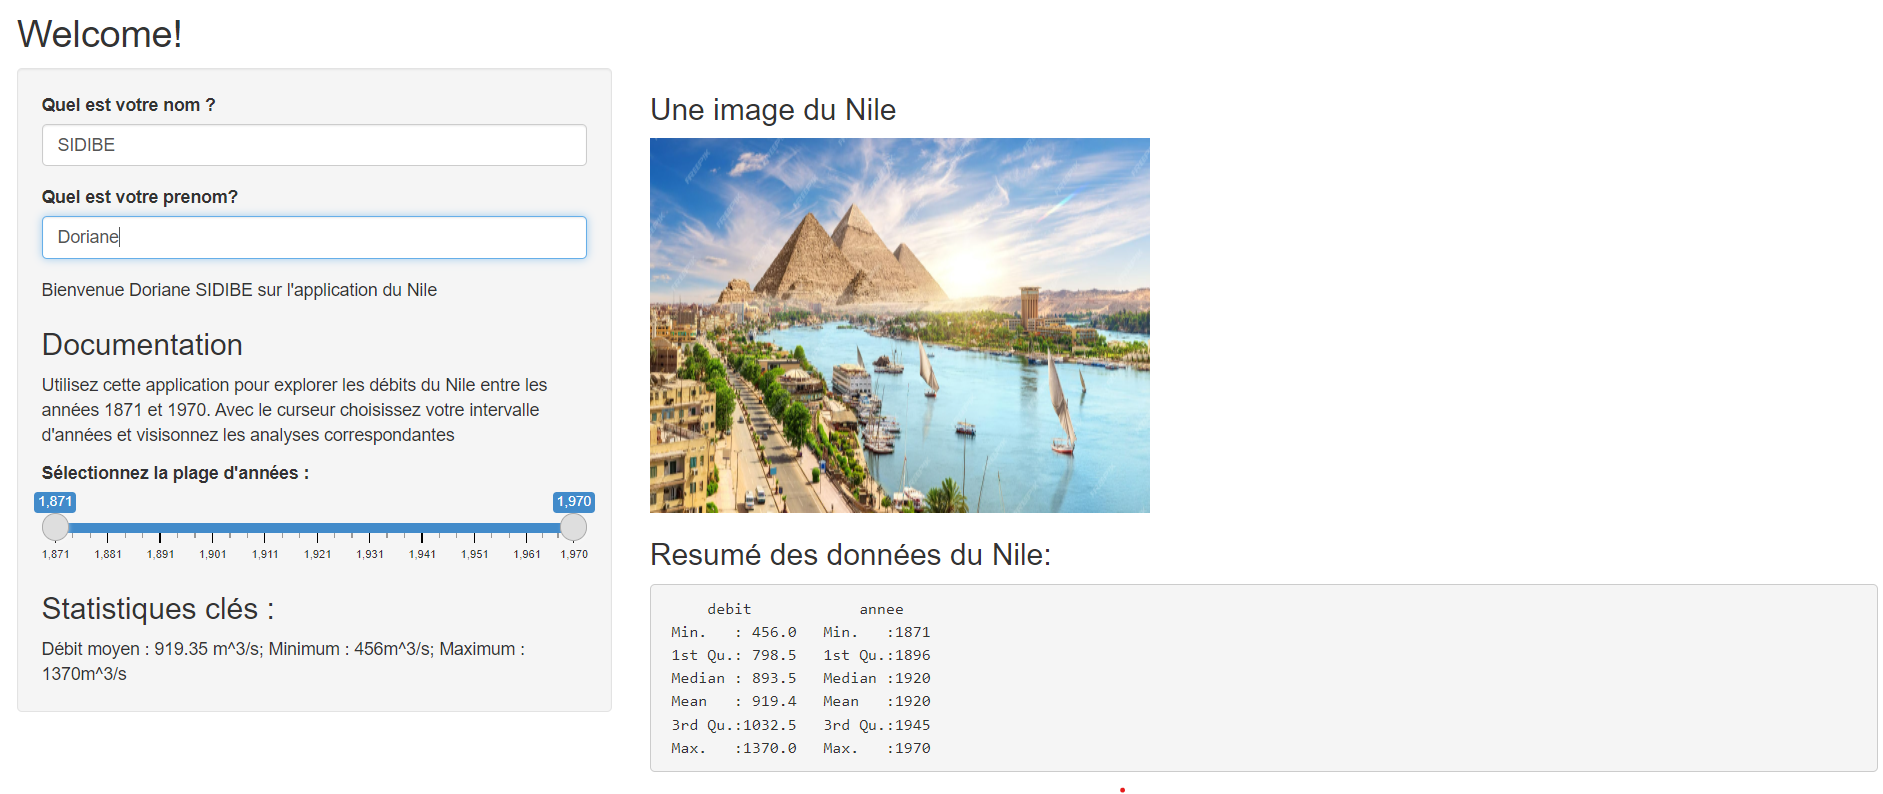 Welcome!
Quel est votre nom ?
SIDIBE
Quel est votre prenom?
Doriane
Bienvenue Doriane SIDIBE sur l'application du Nile
Documentation
Utilisez cette application pour explorer les débits du Nile entre les
années 1871 et 1970. Avec le curseur choisissez votre intervalle
d'années et visisonnez les analyses correspondantes
Sélectionnez la plage d'années :
1,871 1,970
1,871 1,881 1,891 1,901 1,911 1,921 1,931 1,941 1,951 1,961 1,970
Statistiques clés :
Débit moyen : 919.35 m^3/s; Minimum : 456m^3/s; Maximum :
1370m^3/s
Une image du Nile
Resumé des données du Nile:
debit annee
Min. : 456.0 Min. :1871
1st Qu.: 798.5 1st Qu.:1896
Median : 893.5 Median :1920
Mean : 919.4 Mean :1920
3rd Qu.:1032.5 3rd Qu.:1945
Max. :1370.0 Max. :1970